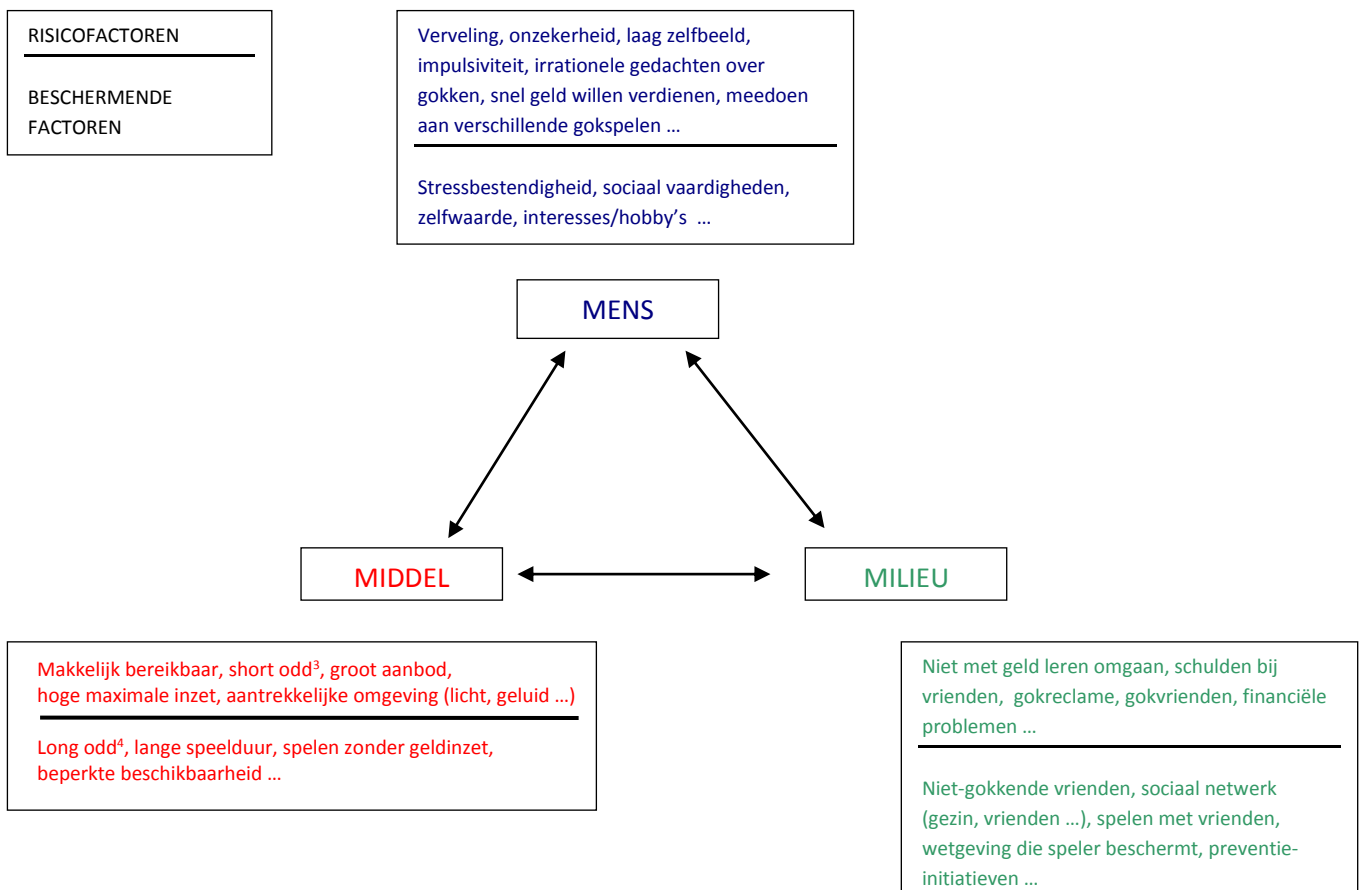 RISICOFACTOREN
BESCHERMENDE
FACTOREN
Verveling, onzekerheid, laag zelfbeeld,
impulsiviteit, irrationele gedachten over
gokken, snel geld willen verdienen, meedoen
aan verschillende gokspelen …
Stressbestendigheid, sociaal vaardigheden,
zelfwaarde, interesses/hobby’s …
MENS
MIDDEL
MILIEU
Makkelijk bereikbaar, short odd³, groot aanbod,
hoge maximale inzet, aantrekkelijke omgeving (licht, geluid …)
Long odd⁴, lange speelduur, spelen zonder geldinzet,
beperkte beschikbaarheid …
Niet met geld leren omgaan, schulden bij
vrienden, gokreclame, gokvrienden, financiële
problemen …
Niet-gokkende vrienden, sociaal netwerk
(gezin, vrienden …), spelen met vrienden,
wetgeving die speler beschermt, preventie-
initiatieven …